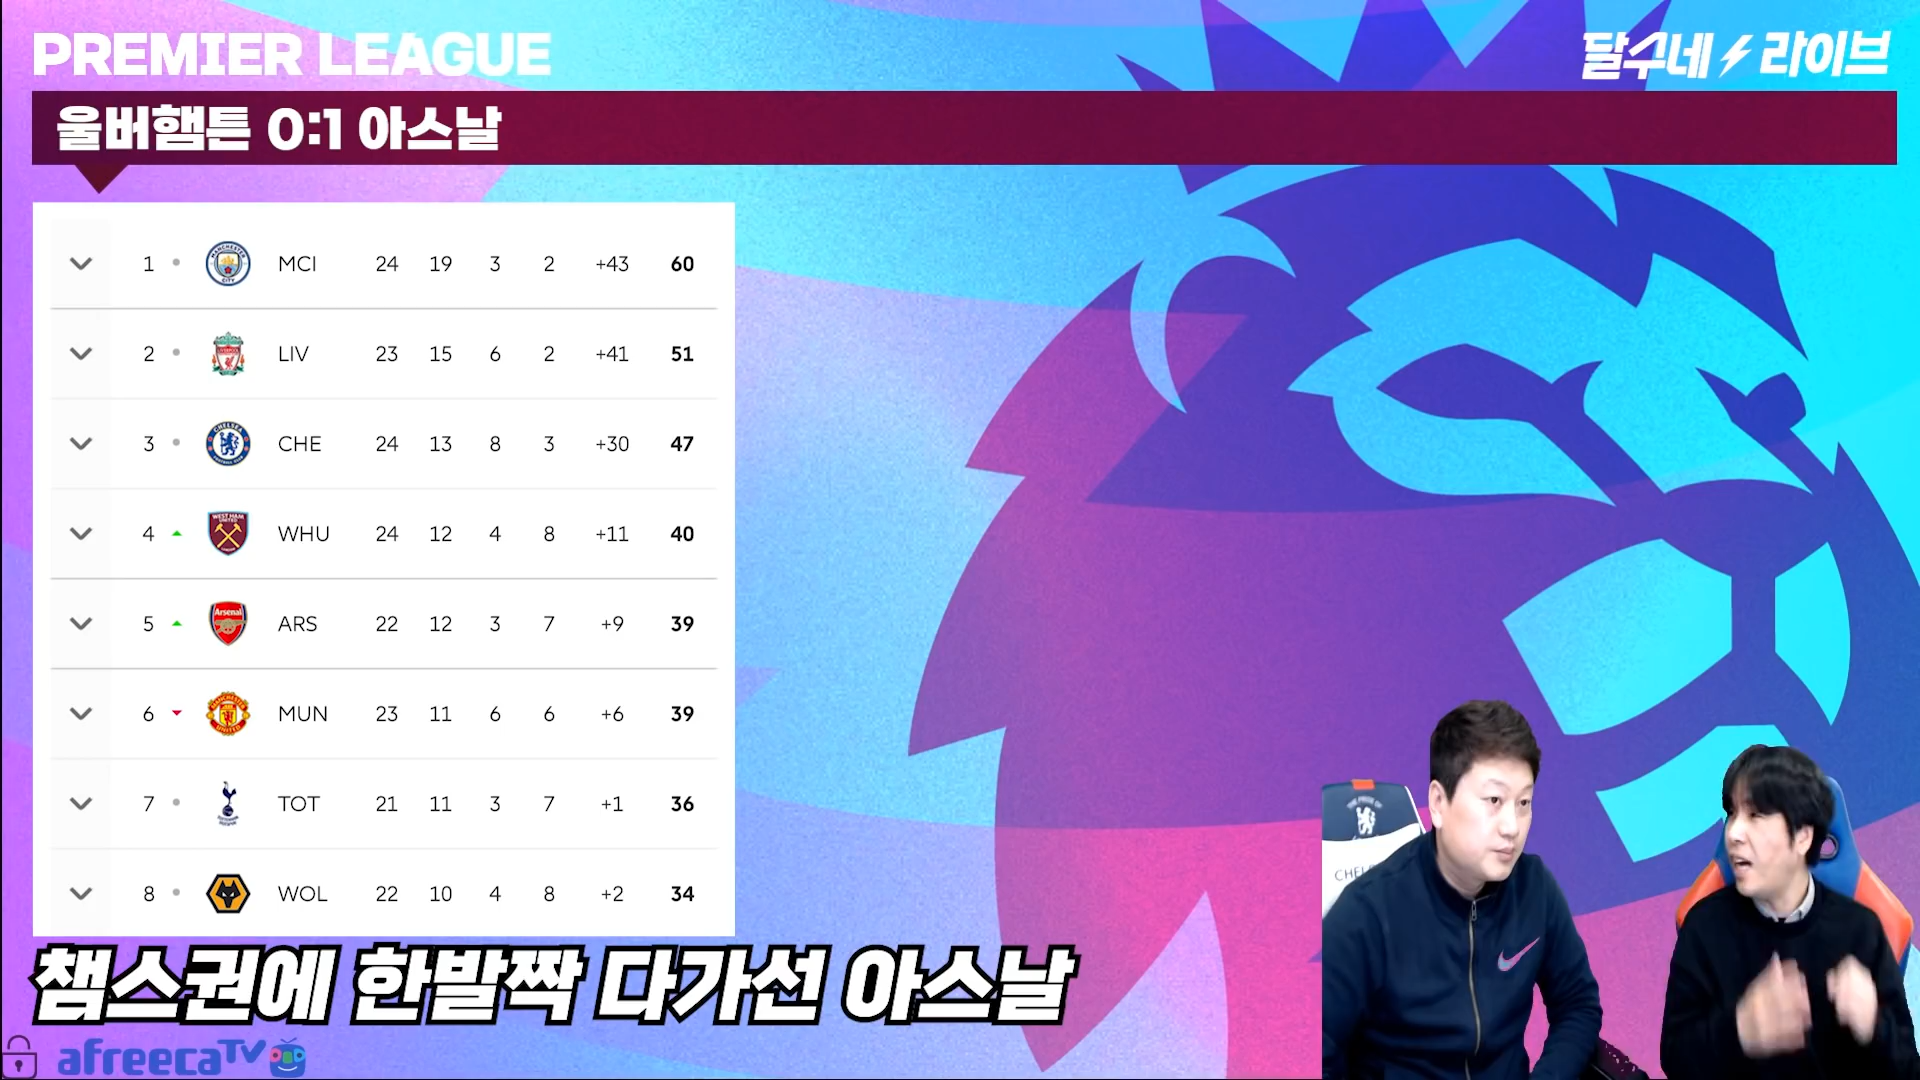 PREMIER LEAGUE
달수네 라이브
울버햄튼 0:1 아스날
1 MCI 24 19 3 2 +43 60
2 LIV 23 15 6 2 +41 51
3 CHE 24 13 8 3 +30 47
4 WHU 24 12 4 8 +11 40
5 ARS 22 12 3 7 +9 39
6 MUN 23 11 6 6 +6 39
7 TOT 21 11 3 7 +1 36
8 WOL 22 10 4 8 +2 34
챔스권에 한발짝 다가선 아스날
afreecaTV
THE PRIDE OF
CHEL